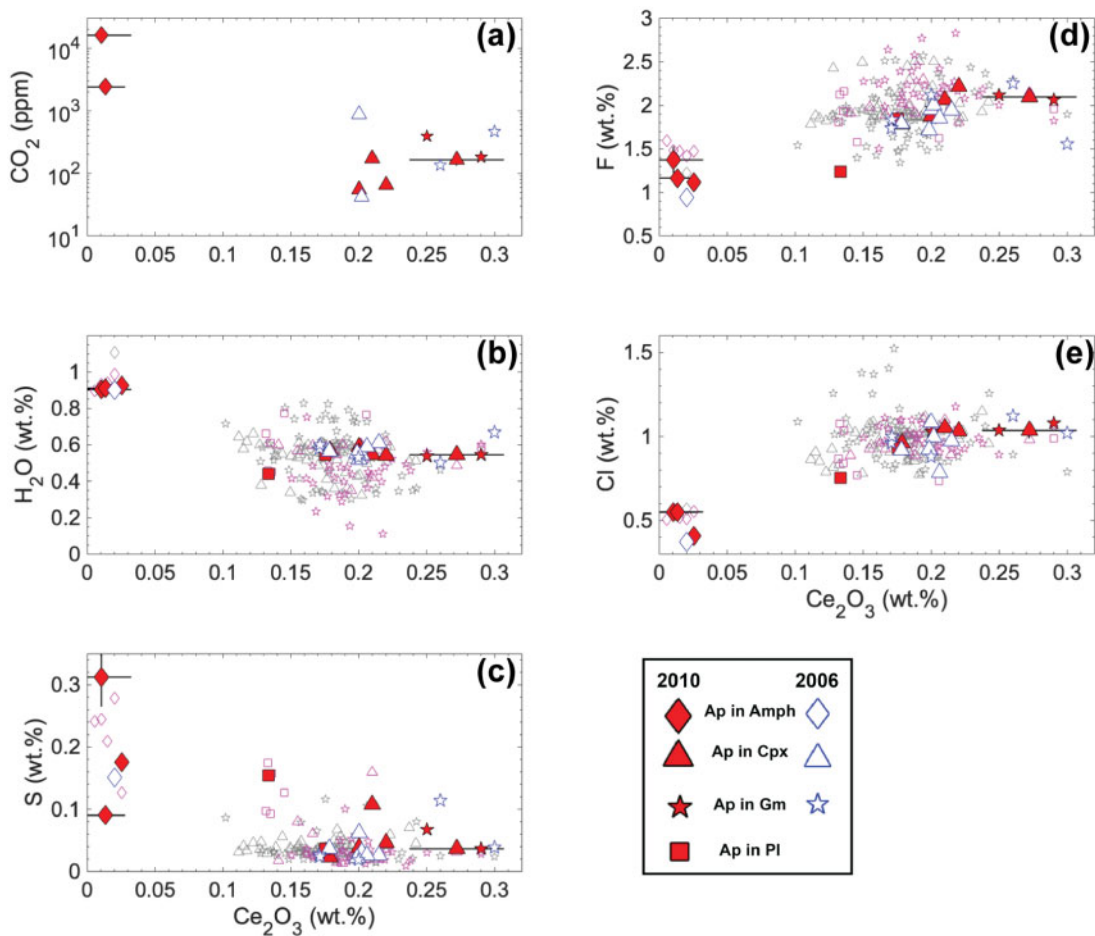 (a)
CO2 (ppm)
10^4
10^3
10^2
10^1
0 0.05 0.1 0.15 0.2 0.25 0.3
(d)
F (wt.%)
3
2.5
2
1.5
1
0.5
0 0.05 0.1 0.15 0.2 0.25 0.3
(b)
H2O (wt.%)
1
0.8
0.6
0.4
0.2
0
0 0.05 0.1 0.15 0.2 0.25 0.3
(e)
Cl (wt.%)
1.5
1
0.5
0 0.05 0.1 0.15 0.2 0.25 0.3
Ce2O3 (wt.%)
(c)
S (wt.%)
0.3
0.2
0.1
0
0 0.05 0.1 0.15 0.2 0.25 0.3
Ce2O3 (wt.%)
2010 2006
Ap in Amph
Ap in Cpx
Ap in Gm
Ap in Pl